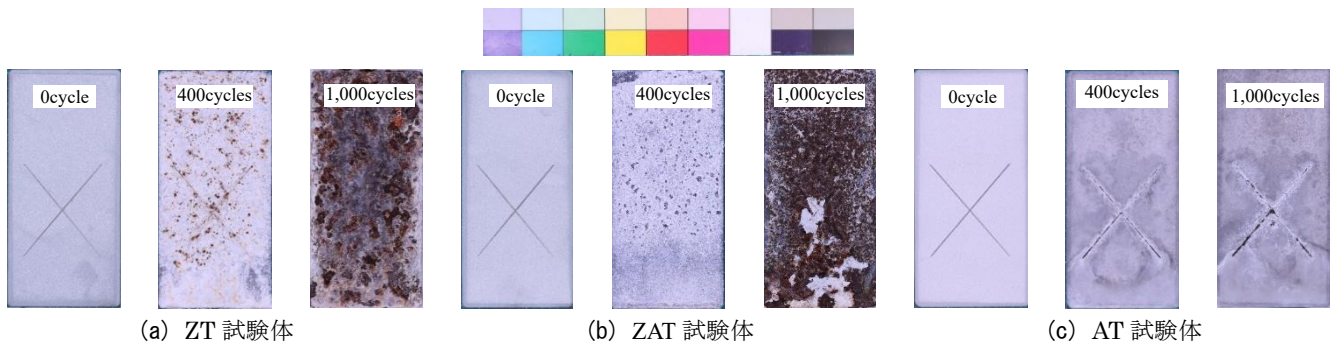 0cycle 400cycles 1,000cycles 0cycle 400cycles 1,000cycles 0cycle 400cycles 1,000cycles
(a) ZT 試験体 (b) ZAT 試験体 (c) AT 試験体